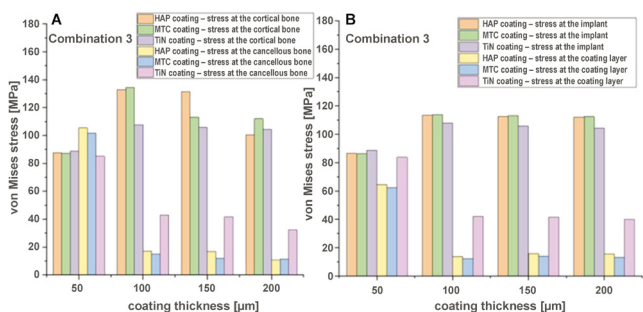 A
Combination 3
HAP coating – stress at the cortical bone
MTC coating – stress at the cortical bone
TiN coating – stress at the cortical bone
HAP coating – stress at the cancellous bone
MTC coating – stress at the cancellous bone
TiN coating – stress at the cancellous bone
von Mises stress [MPa]
180
160
140
120
100
80
60
40
20
0
50
100
150
200
coating thickness [µm]
B
Combination 3
HAP coating – stress at the implant
MTC coating – stress at the implant
TiN coating – stress at the implant
HAP coating – stress at the coating layer
MTC coating – stress at the coating layer
TiN coating – stress at the coating layer
von Mises stress [MPa]
180
160
140
120
100
80
60
40
20
0
50
100
150
200
coating thickness [µm]